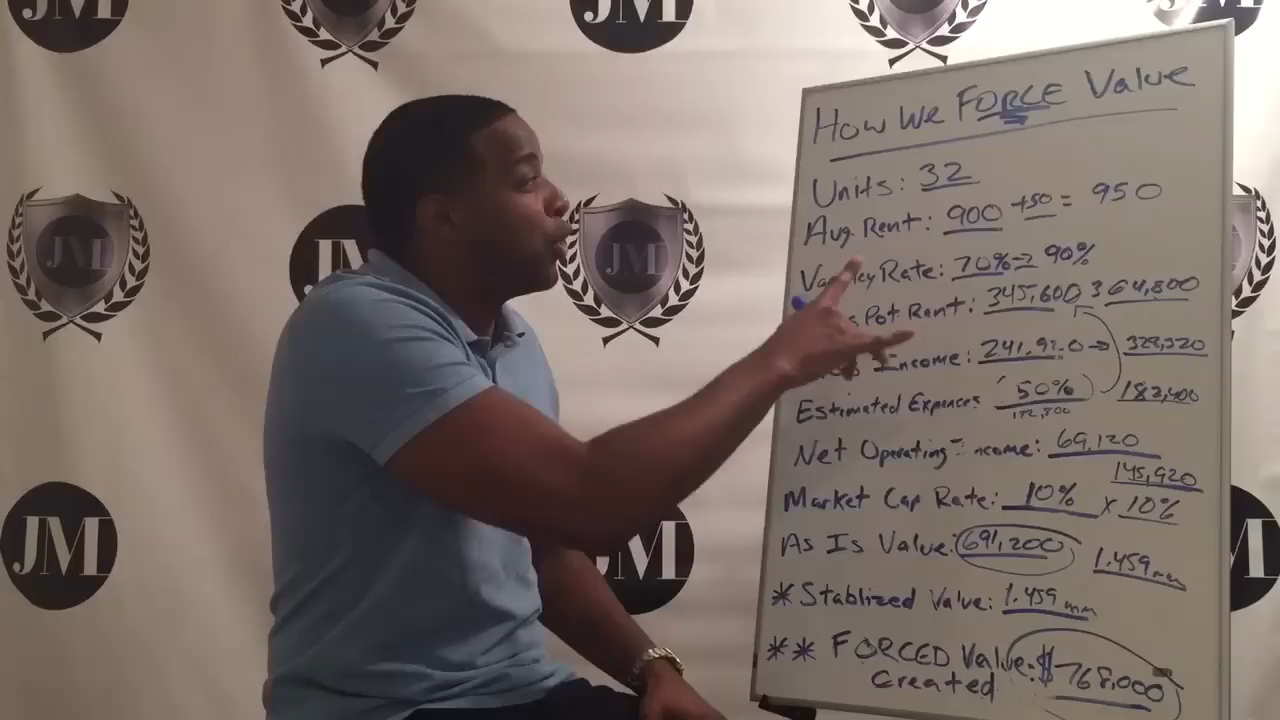 JM
JM
JM
JM
JM
JM
JM
JM
JM
How We FORCE Value
Units: 32
Avg Rent: 900 +50 = 950
Rate: 70% = 90%
Pot. Rent: 345,600 364,800
Income: 241,920 → 328,320
Estimated Expences (50%) 182,400
172,800
Net Operating Income: 69,120
145,920
Market Cap Rate: 10% x 10%
As Is Value: 691,200
1.459mm
* Stablized Value: 1.459mm
** FORCED Value: $768,000
Created